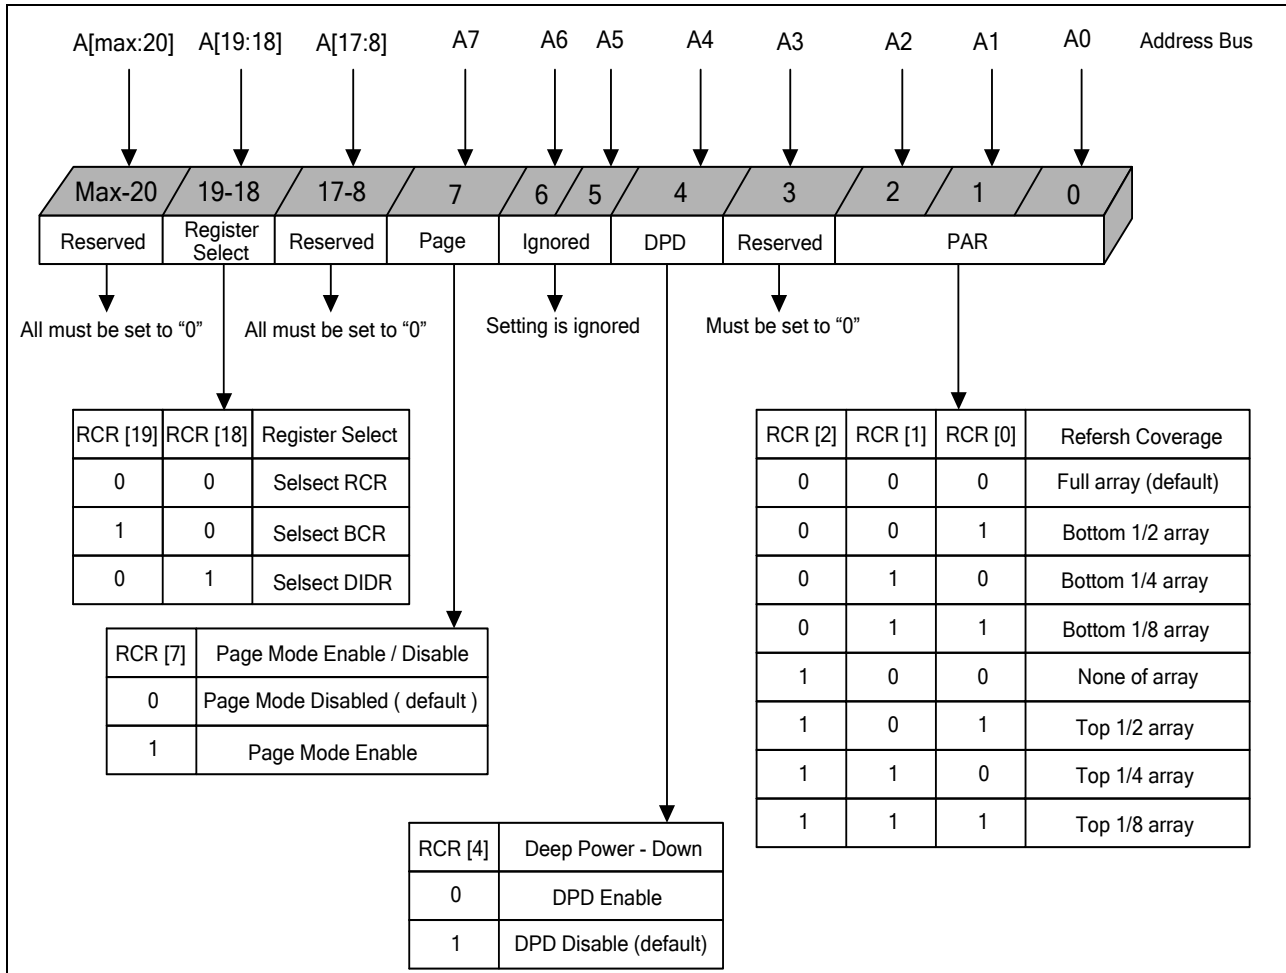 A[max:20] A[19:18] A[17:8] A7 A6 A5 A4 A3 A2 A1 A0 Address Bus
Max-20 19-18 17-8 7 6 5 4 3 2 1 0
Reserved Register Select Reserved Page Ignored DPD Reserved PAR
All must be set to “0” All must be set to “0” Setting is ignored Must be set to “0”
RCR [19] RCR [18] Register Select
0 0 Selsect RCR
1 0 Selsect BCR
0 1 Selsect DIDR
RCR [7] Page Mode Enable / Disable
0 Page Mode Disabled ( default )
1 Page Mode Enable
RCR [4] Deep Power - Down
0 DPD Enable
1 DPD Disable (default)
RCR [2] RCR [1] RCR [0] Refersh Coverage
0 0 0 Full array (default)
0 0 1 Bottom 1/2 array
0 1 0 Bottom 1/4 array
0 1 1 Bottom 1/8 array
1 0 0 None of array
1 0 1 Top 1/2 array
1 1 0 Top 1/4 array
1 1 1 Top 1/8 array